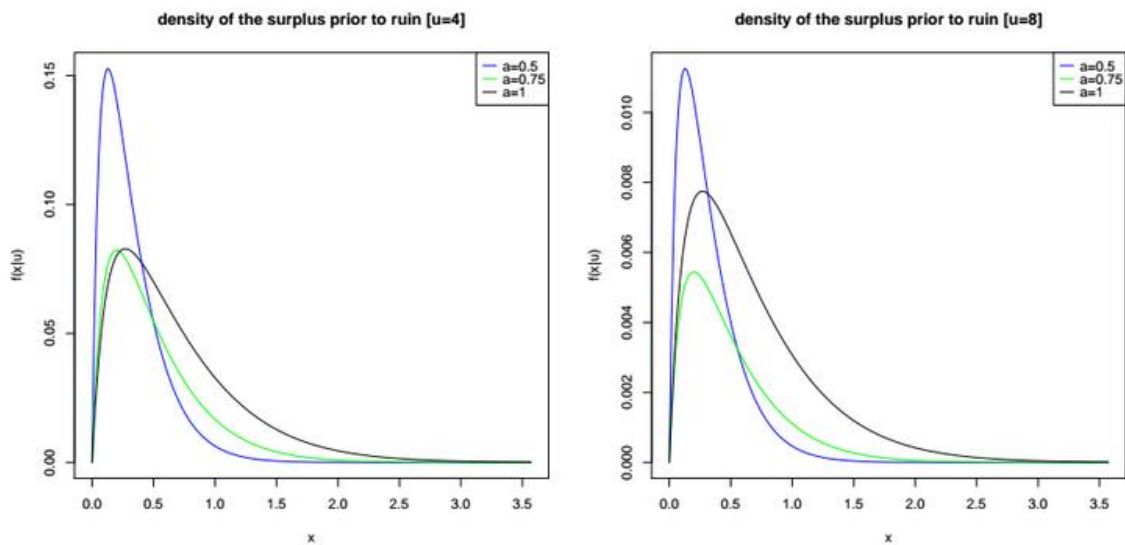 density of the surplus prior to ruin [u=4]
a=0.5
a=0.75
a=1
0.15
0.10
0.05
0.00
f(x|u)
0.0 0.5 1.0 1.5 2.0 2.5 3.0 3.5
x
density of the surplus prior to ruin [u=8]
a=0.5
a=0.75
a=1
0.010
0.008
0.006
0.004
0.002
0.000
f(x|u)
0.0 0.5 1.0 1.5 2.0 2.5 3.0 3.5
x